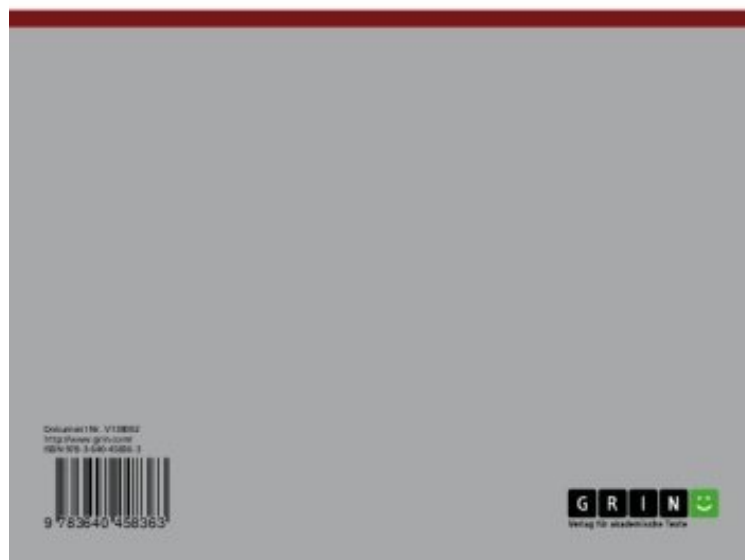 Dokument Nr.
http://www.grin.com/
ISBN 978-3-640-45836-3
9 783640 458363
GRIN
Verlag für akademische Texte